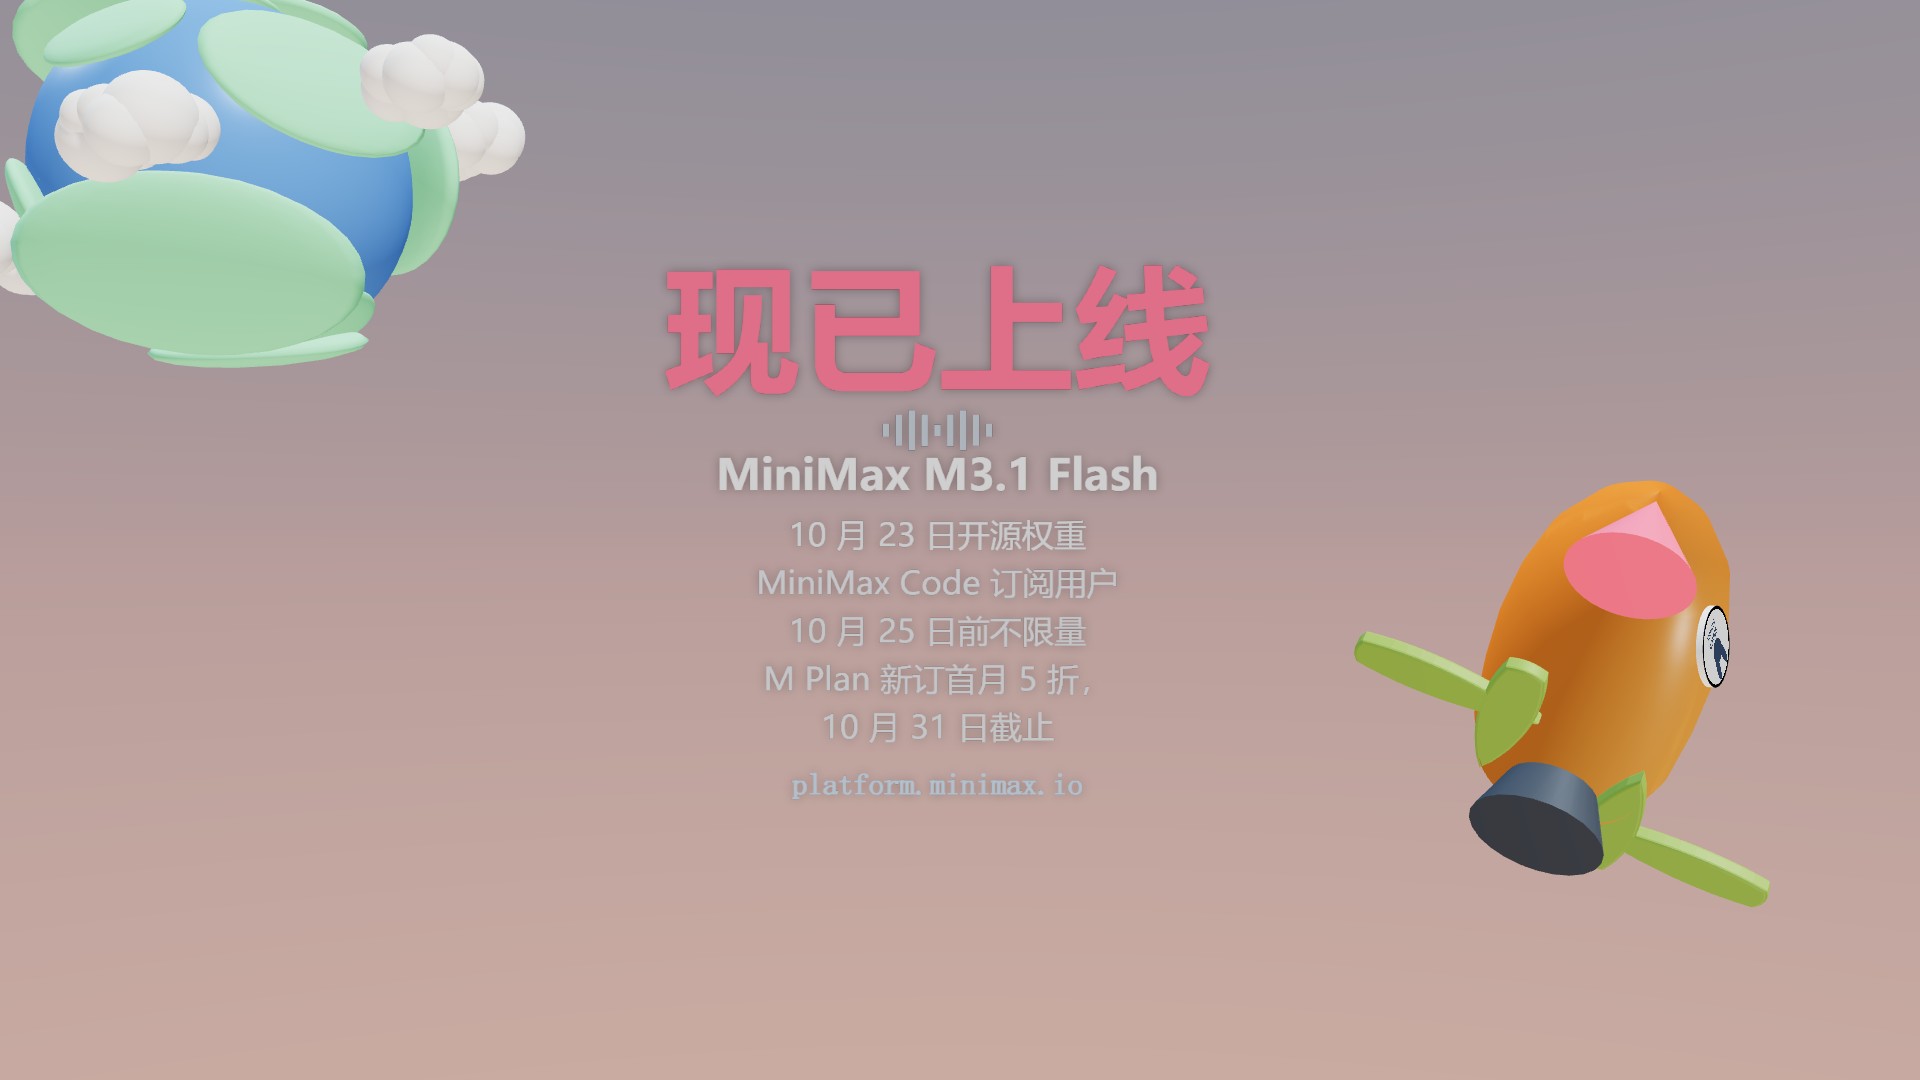 现已上线
MiniMax M3.1 Flash
10 月 23 日开源权重
MiniMax Code 订阅用户
10 月 25 日前不限量
M Plan 新订首月 5 折，
10 月 31 日截止
platform.minimax.io